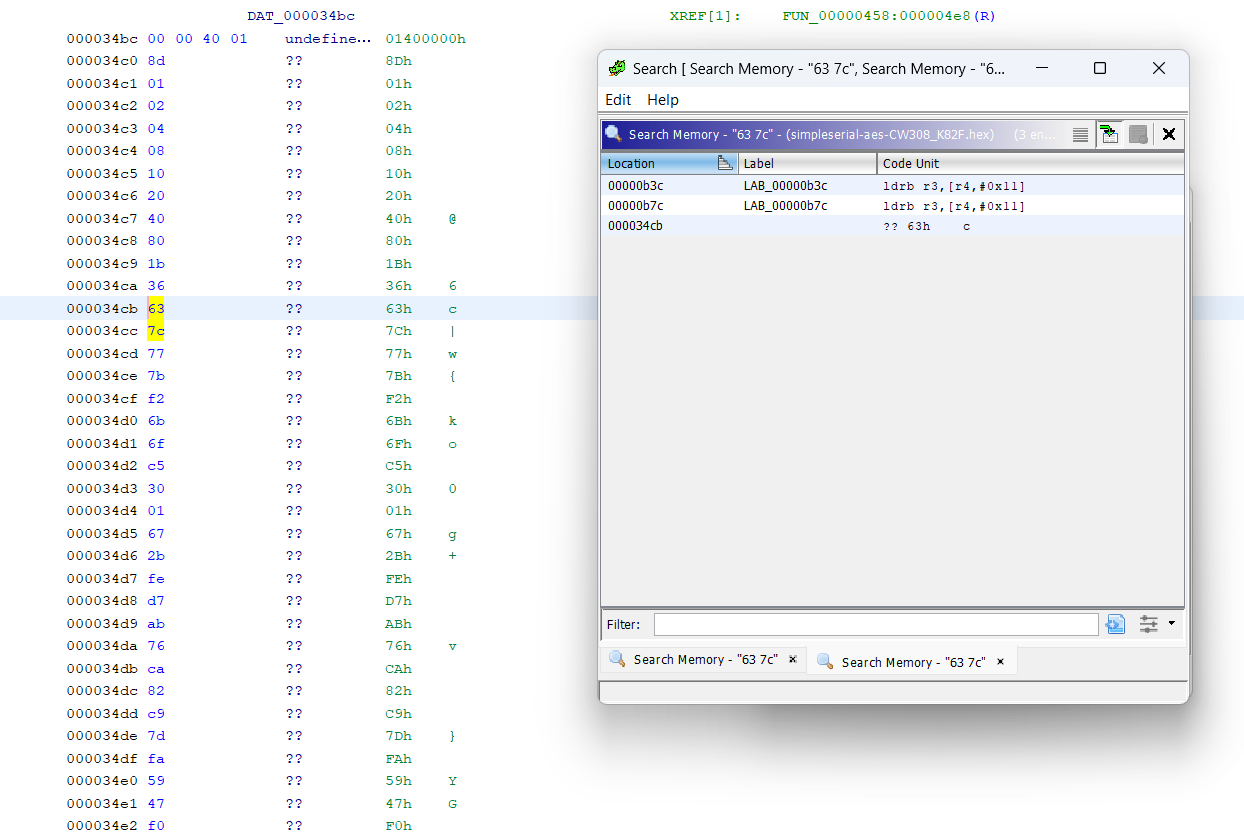 DAT_000034bc XREF[1]: FUN_00000458:000004e8(R)
000034bc 00 00 40 01 undefine... 01400000h
000034c0 8d ?? 8Dh
000034c1 01 ?? 01h
000034c2 02 ?? 02h
000034c3 04 ?? 04h
000034c4 08 ?? 08h
000034c5 10 ?? 10h
000034c6 20 ?? 20h
000034c7 40 ?? 40h @
000034c8 80 ?? 80h
000034c9 1b ?? 1Bh
000034ca 36 ?? 36h 6
000034cb 63 ?? 63h c
000034cc 7c ?? 7Ch |
000034cd 77 ?? 77h w
000034ce 7b ?? 7Bh {
000034cf f2 ?? F2h
000034d0 6b ?? 6Bh k
000034d1 6f ?? 6Fh o
000034d2 c5 ?? C5h
000034d3 30 ?? 30h 0
000034d4 01 ?? 01h
000034d5 67 ?? 67h g
000034d6 2b ?? 2Bh +
000034d7 fe ?? FEh
000034d8 d7 ?? D7h
000034d9 ab ?? ABh
000034da 76 ?? 76h v
000034db ca ?? CAh
000034dc 82 ?? 82h
000034dd c9 ?? C9h
000034de 7d ?? 7Dh }
000034df fa ?? FAh
000034e0 59 ?? 59h Y
000034e1 47 ?? 47h G
000034e2 f0 ?? F0h
Search [ Search Memory - "63 7c", Search Memory - "6...
Edit Help
Search Memory - "63 7c" - (simpleserial-aes-CW308_K82F.hex) (3 en...
Location Label Code Unit
00000b3c LAB_00000b3c ldrb r3,[r4,#0x11]
00000b7c LAB_00000b7c ldrb r3,[r4,#0x11]
000034cb ?? 63h c
Filter:
Search Memory - "63 7c" Search Memory - "63 7c"